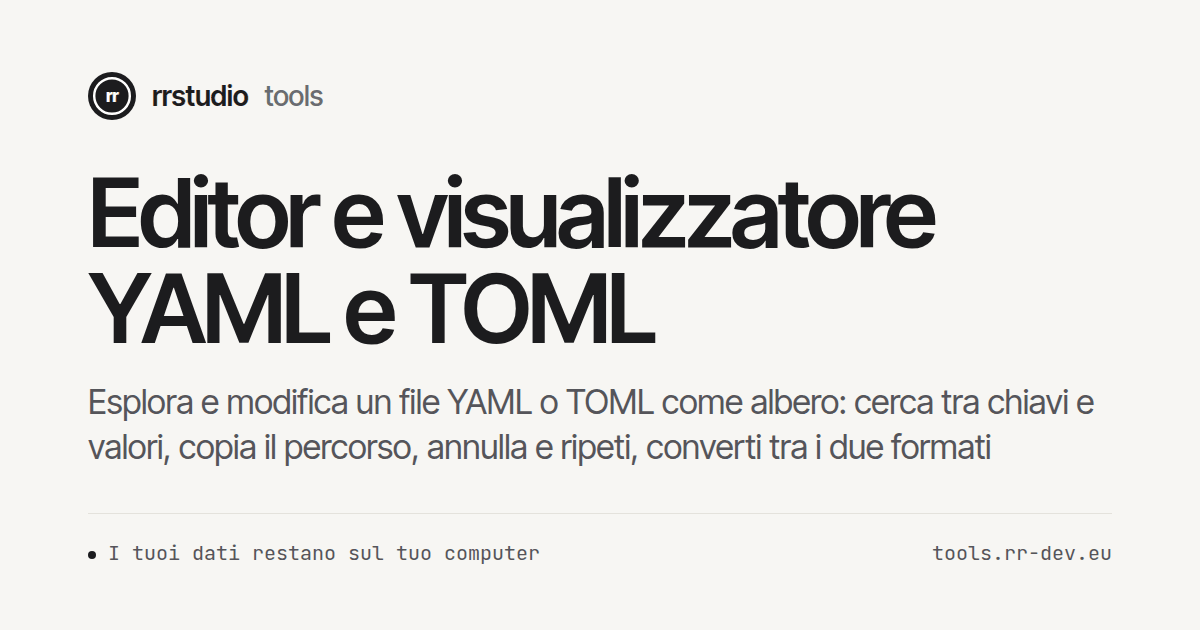 rr rrstudio tools
Editor e visualizzatore
YAML e TOML
Esplora e modifica un file YAML o TOML come albero: cerca tra chiavi e
valori, copia il percorso, annulla e ripeti, converti tra i due formati
• I tuoi dati restano sul tuo computer
tools.rr-dev.eu